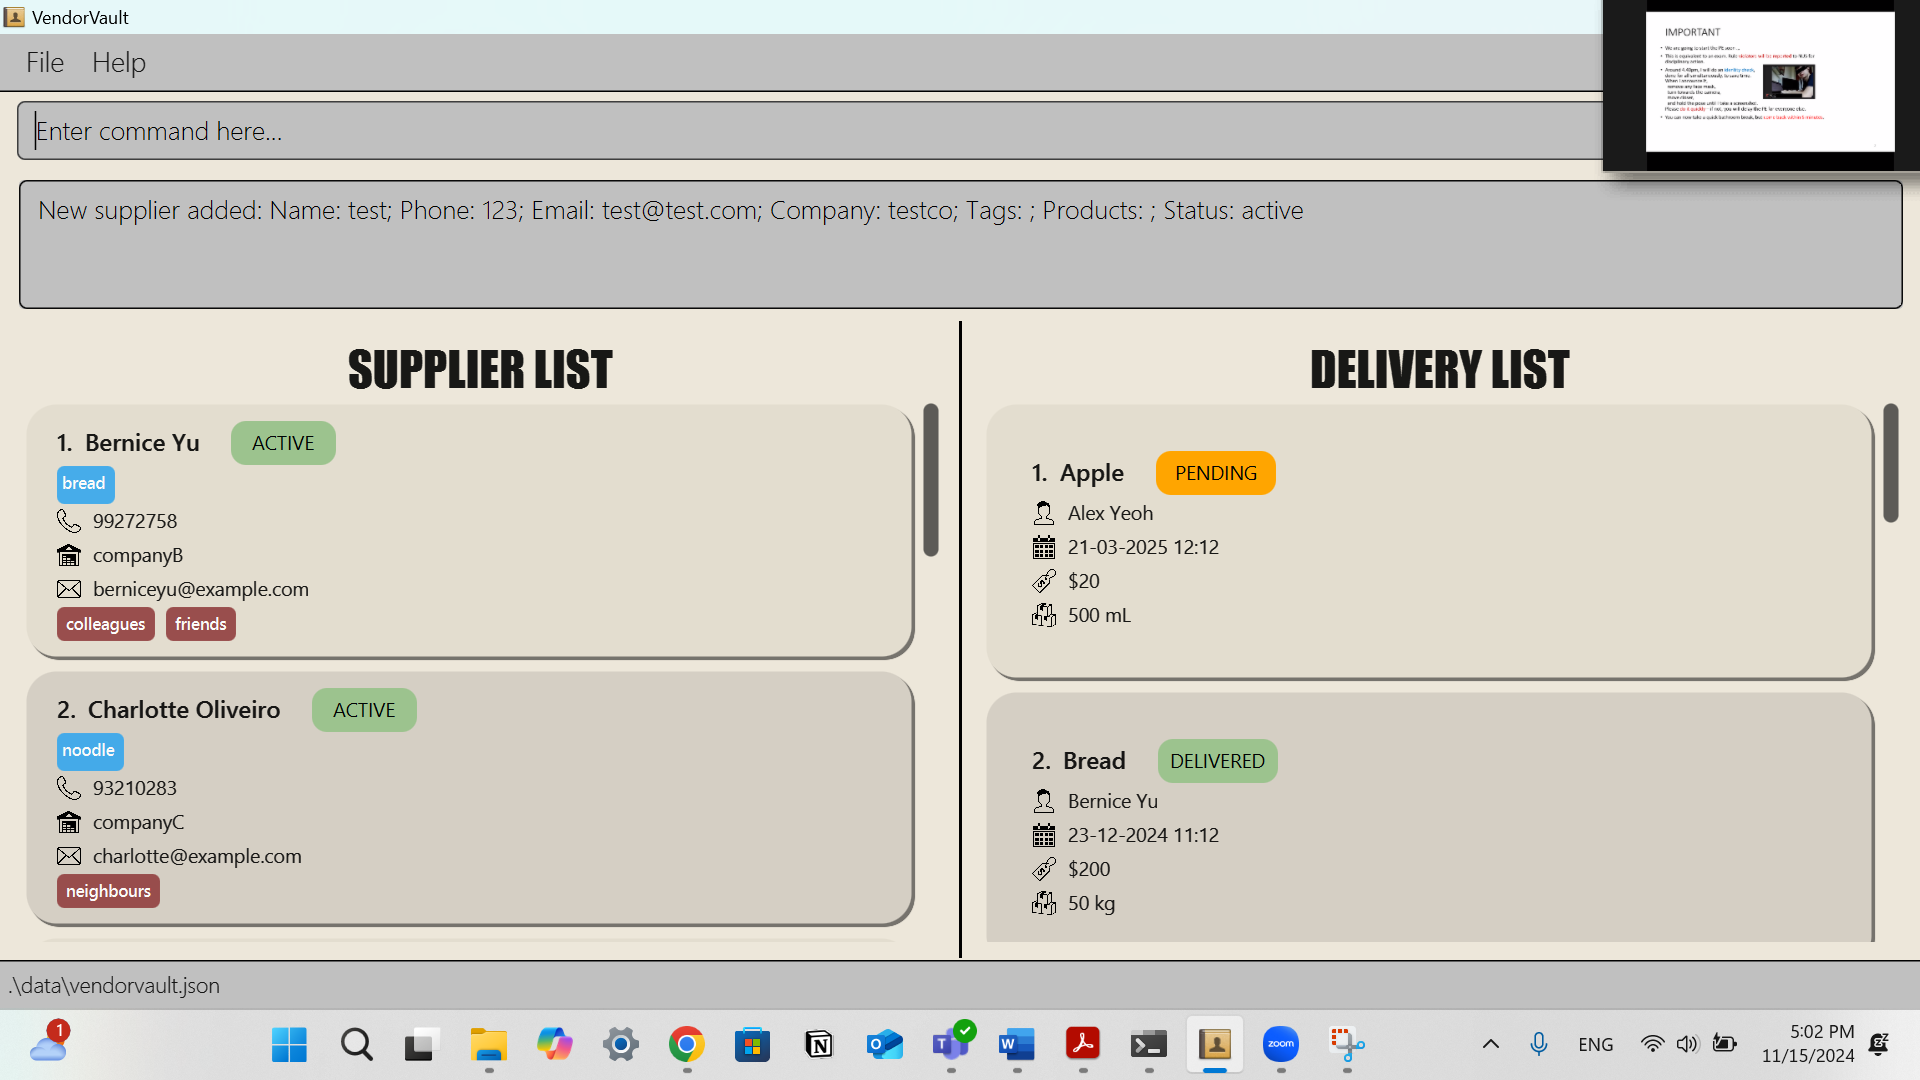 VendorVault
File Help
Enter command here...
New supplier added: Name: test; Phone: 123; Email: test@test.com; Company: testco; Tags: ; Products: ; Status: active
IMPORTANT
SUPPLIER LIST
1. Bernice Yu ACTIVE
bread
99272758
companyB
berniceyu@example.com
colleagues friends
2. Charlotte Oliveiro ACTIVE
noodle
93210283
companyC
charlotte@example.com
neighbours
DELIVERY LIST
1. Apple PENDING
Alex Yeoh
21-03-2025 12:12
$20
500 mL
2. Bread DELIVERED
Bernice Yu
23-12-2024 11:12
$200
50 kg
.\data\vendorvault.json
1
zoom
ENG
5:02 PM
11/15/2024